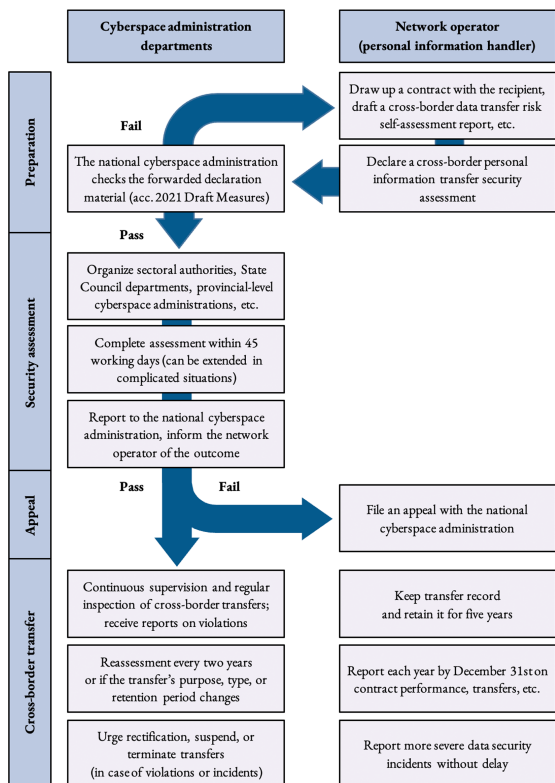 Cyberspace administration
departments
Network operator
(personal information handler)
Preparation
Draw up a contract with the recipient,
draft a cross-border data transfer risk
self-assessment report, etc.
Fail
The national cyberspace administration
checks the forwarded declaration
material (acc. 2021 Draft Measures)
Declare a cross-border personal
information transfer security
assessment
Pass
Security assessment
Organize sectoral authorities, State
Council departments, provincial-level
cyberspace administrations, etc.
Complete assessment within 45
working days (can be extended in
complicated situations)
Report to the national cyberspace
administration, inform the network
operator of the outcome
Appeal
Pass
Fail
File an appeal with the national
cyberspace administration
Cross-border transfer
Continuous supervision and regular
inspection of cross-border transfers;
receive reports on violations
Keep transfer record
and retain it for five years
Reassessment every two years
or if the transfer's purpose, type, or
retention period changes
Report each year by December 31st on
contract performance, transfers, etc.
Urge rectification, suspend, or
terminate transfers
(in case of violations or incidents)
Report more severe data security
incidents without delay